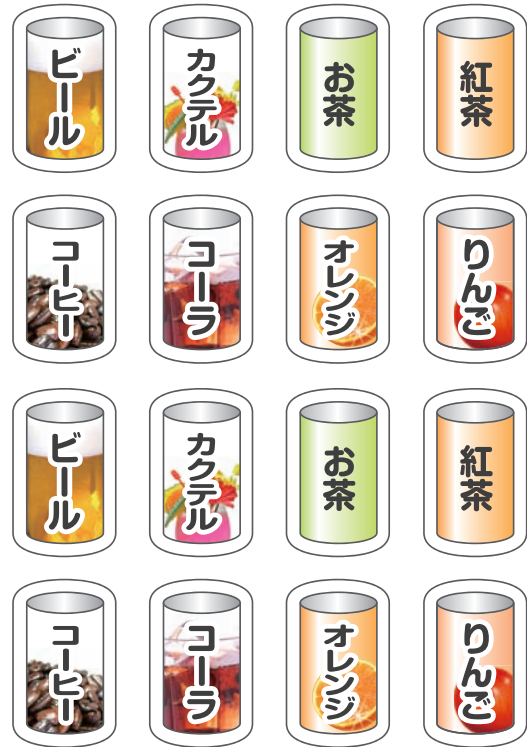 ビール
カクテル
お茶
紅茶
コーヒー
コーラ
オレンジ
りんご
ビール
カクテル
お茶
紅茶
コーヒー
コーラ
オレンジ
りんご